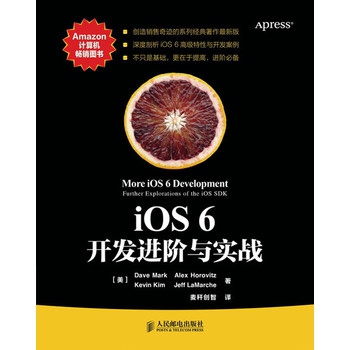 Amazon
计算机
畅销图书
创造销售奇迹的系列经典著作最新版
深度剖析 iOS 6 高级特性与开发案例
不只是基础，更在于提高，进阶必备
Apress®
More iOS 6 Development
Further Explorations of the iOS SDK
iOS 6
开发进阶与实战
[美] Dave Mark Alex Horovitz
Kevin Kim Jeff LaMarche 著
麦秆创智 译
人民邮电出版社
POSTS & TELECOM PRESS